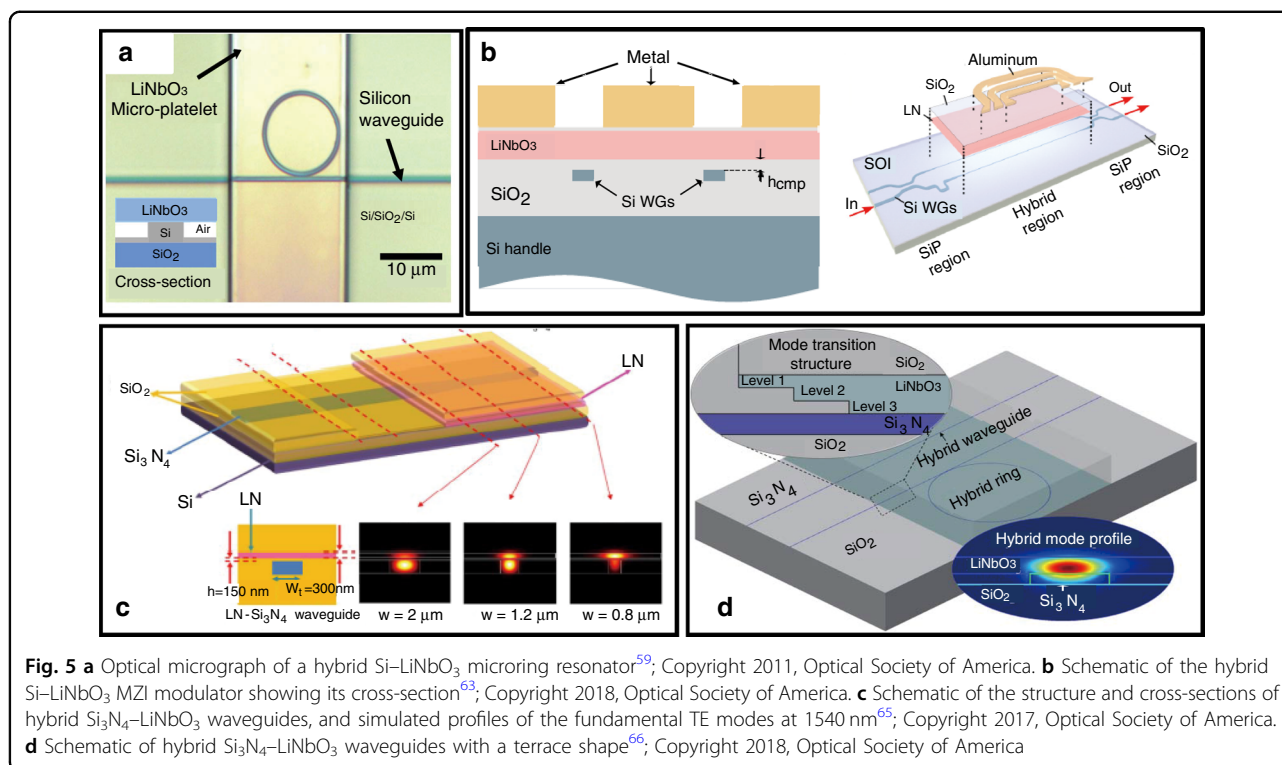 a
LiNbO₃
Micro-platelet
Silicon
waveguide
LiNbO₃
Si
Air
SiO₂
Cross-section
Si/SiO₂/Si
10 μm
b
Metal
LiNbO₃
SiO₂
Si WGs
hcmp
Si handle
Aluminum
SiO₂
LN
Out
SOI
SiO₂
In
Si WGs
SiP
region
Hybrid
region
SiP
region
SiO₂
LN
Si₃ N₄
Si
LN
h=150 nm
Wₜ=300nm
LN-Si₃N₄ waveguide
w = 2 μm
w = 1.2 μm
w = 0.8 μm
c
Mode transition
structure
SiO₂
Level 1
LiNbO₃
Level 2
Level 3
Si₃ N₄
SiO₂
Hybrid waveguide
Si₃ N₄
Hybrid ring
SiO₂
Hybrid mode profile
LiNbO₃
SiO₂
Si₃ N₄
d
Fig. 5 a Optical micrograph of a hybrid Si–LiNbO₃ microring resonator⁵⁹; Copyright 2011, Optical Society of America. b Schematic of the hybrid
Si–LiNbO₃ MZI modulator showing its cross-section⁶³; Copyright 2018, Optical Society of America. c Schematic of the structure and cross-sections of
hybrid Si₃N₄–LiNbO₃ waveguides, and simulated profiles of the fundamental TE modes at 1540 nm⁶⁵; Copyright 2017, Optical Society of America.
d Schematic of hybrid Si₃N₄–LiNbO₃ waveguides with a terrace shape⁶⁶; Copyright 2018, Optical Society of America